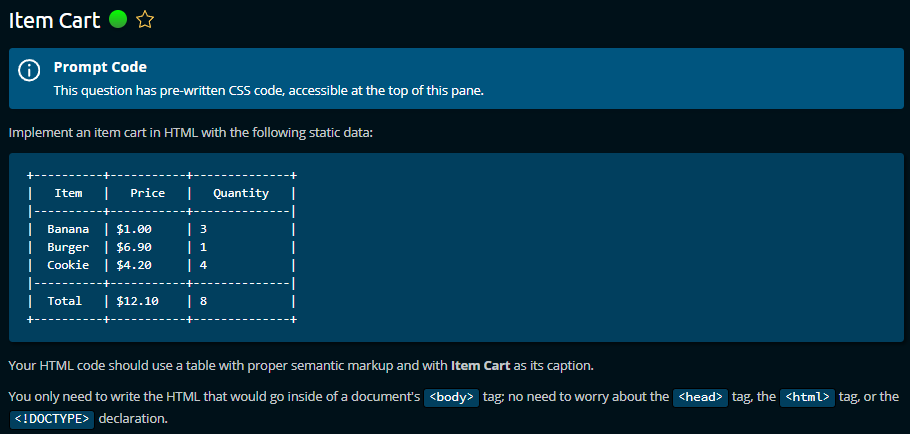 Item Cart
Prompt Code
This question has pre-written CSS code, accessible at the top of this pane.
Implement an item cart in HTML with the following static data:
+----------+-----------+--------------+
|   Item   |   Price   |   Quantity   |
|----------+-----------+--------------|
|  Banana  | $1.00     | 3            |
|  Burger  | $6.90     | 1            |
|  Cookie  | $4.20     | 4            |
|----------+-----------+--------------|
|  Total   | $12.10    | 8            |
+----------+-----------+--------------+
Your HTML code should use a table with proper semantic markup and with Item Cart as its caption.
You only need to write the HTML that would go inside of a document's <body> tag; no need to worry about the <head> tag, the <html> tag, or the
<!DOCTYPE> declaration.